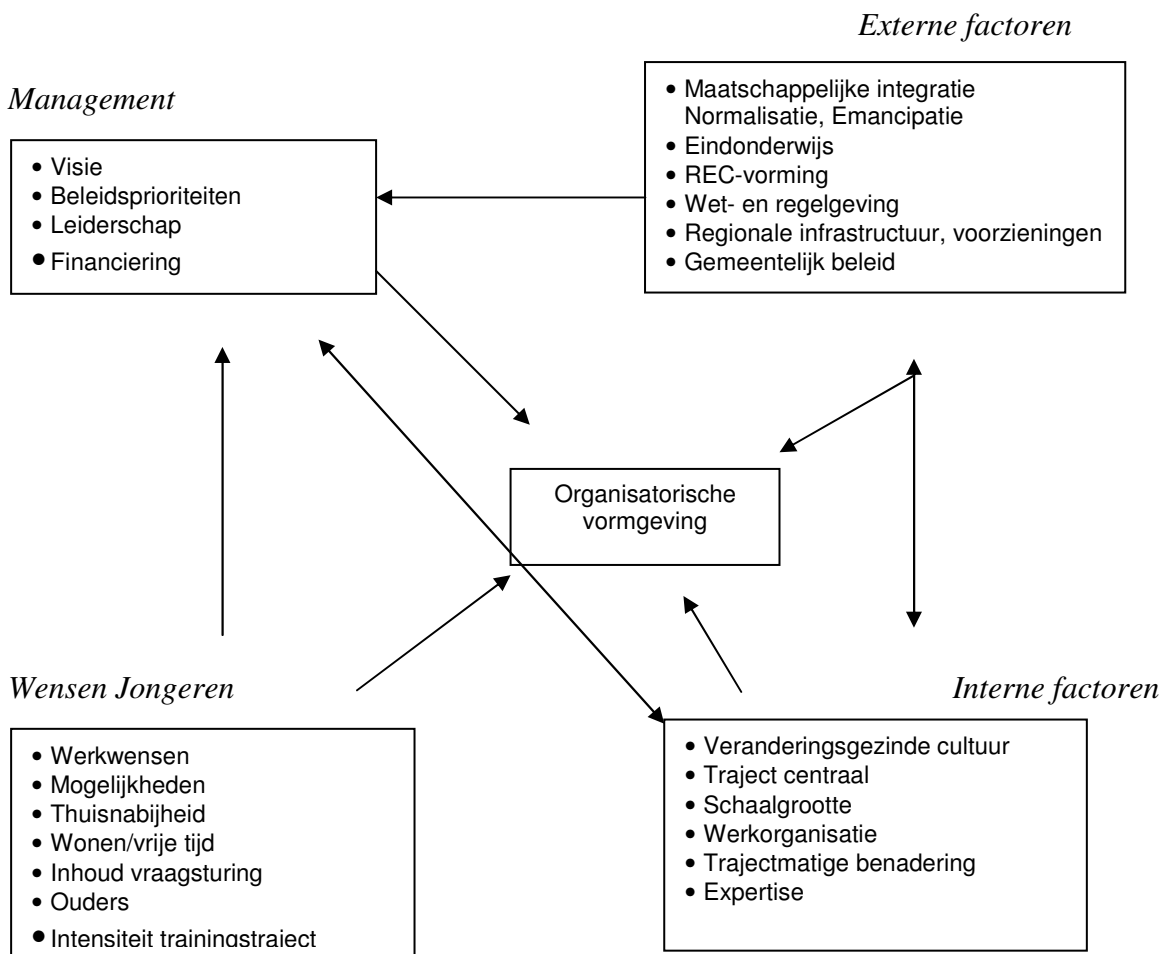 Externe factoren
• Maatschappelijke integratie
Normalisatie, Emancipatie
• Eindonderwijs
• REC-vorming
• Wet- en regelgeving
• Regionale infrastructuur, voorzieningen
• Gemeentelijk beleid
Management
• Visie
• Beleidsprioriteiten
• Leiderschap
• Financiering
Organisatorische
vormgeving
Wensen Jongeren
• Werkwensen
• Mogelijkheden
• Thuisnabijheid
• Wonen/vrije tijd
• Inhoud vraagsturing
• Ouders
• Intensiteit trainingstraject
Interne factoren
• Veranderingsgezinde cultuur
• Traject centraal
• Schaalgrootte
• Werkorganisatie
• Trajectmatige benadering
• Expertise